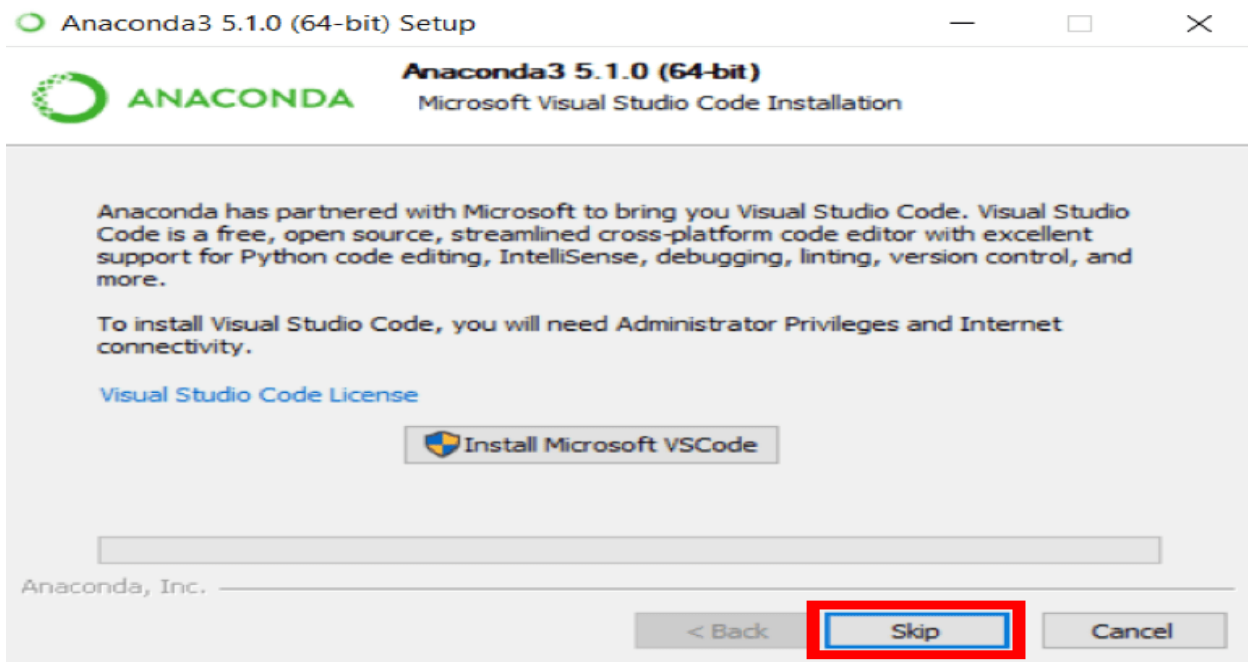 Anaconda3 5.1.0 (64-bit) Setup
ANACONDA
Anaconda3 5.1.0 (64-bit)
Microsoft Visual Studio Code Installation
Anaconda has partnered with Microsoft to bring you Visual Studio Code. Visual Studio
Code is a free, open source, streamlined cross-platform code editor with excellent
support for Python code editing, IntelliSense, debugging, linting, version control, and
more.
To install Visual Studio Code, you will need Administrator Privileges and Internet
connectivity.
Visual Studio Code License
Install Microsoft VSCode
Anaconda, Inc.
< Back
Skip
Cancel